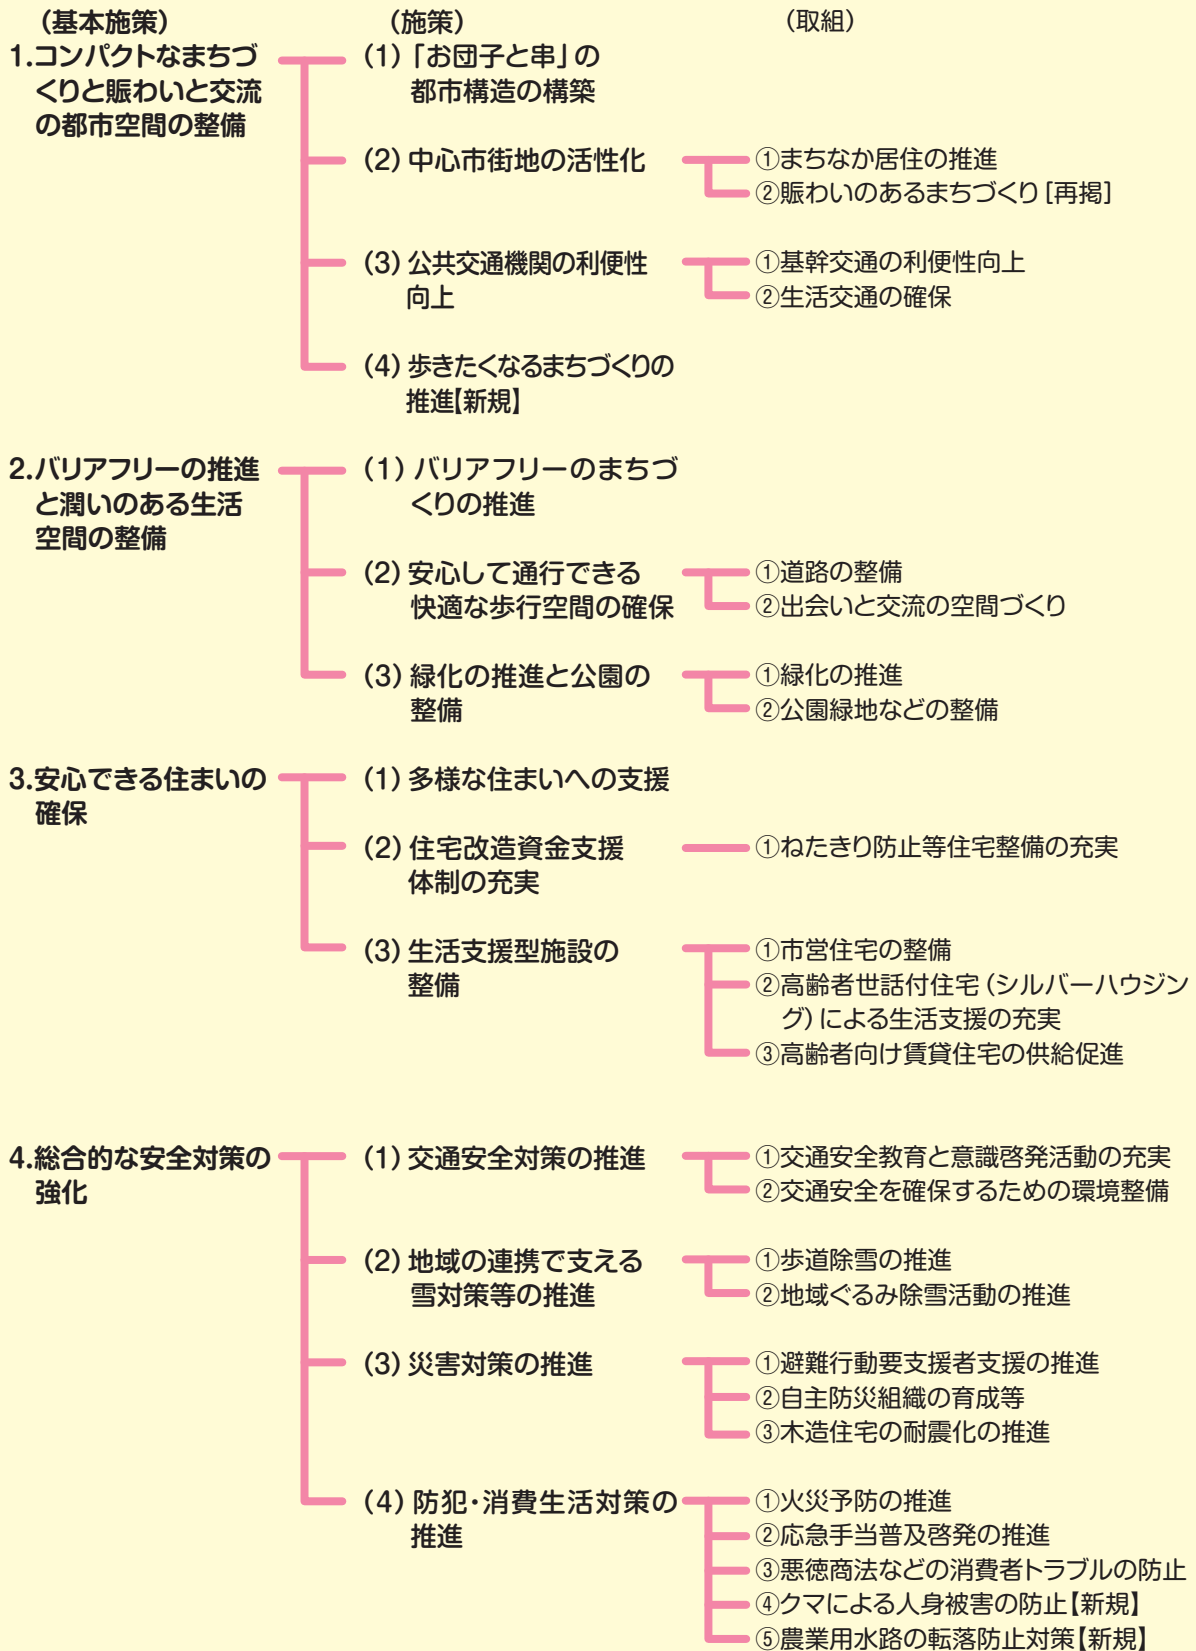 （基本施策）
（施策）
（取組）
1.コンパクトなまちづ
くりと賑わいと交流
の都市空間の整備
（1）「お団子と串」の
都市構造の構築
（2）中心市街地の活性化
①まちなか居住の推進
②賑わいのあるまちづくり［再掲］
（3）公共交通機関の利便性
向上
①基幹交通の利便性向上
②生活交通の確保
（4）歩きたくなるまちづくりの
推進【新規】
2.バリアフリーの推進
と潤いのある生活
空間の整備
（1）バリアフリーのまちづ
くりの推進
（2）安心して通行できる
快適な歩行空間の確保
①道路の整備
②出会いと交流の空間づくり
（3）緑化の推進と公園の
整備
①緑化の推進
②公園緑地などの整備
3.安心できる住まいの
確保
（1）多様な住まいへの支援
（2）住宅改造資金支援
体制の充実
①ねたきり防止等住宅整備の充実
（3）生活支援型施設の
整備
①市営住宅の整備
②高齢者世話付住宅（シルバーハウジン
グ）による生活支援の充実
③高齢者向け賃貸住宅の供給促進
4.総合的な安全対策の
強化
（1）交通安全対策の推進
①交通安全教育と意識啓発活動の充実
②交通安全を確保するための環境整備
（2）地域の連携で支える
雪対策等の推進
①歩道除雪の推進
②地域ぐるみ除雪活動の推進
（3）災害対策の推進
①避難行動要支援者支援の推進
②自主防災組織の育成等
③木造住宅の耐震化の推進
（4）防犯・消費生活対策の
推進
①火災予防の推進
②応急手当普及啓発の推進
③悪徳商法などの消費者トラブルの防止
④クマによる人身被害の防止【新規】
⑤農業用水路の転落防止対策【新規】